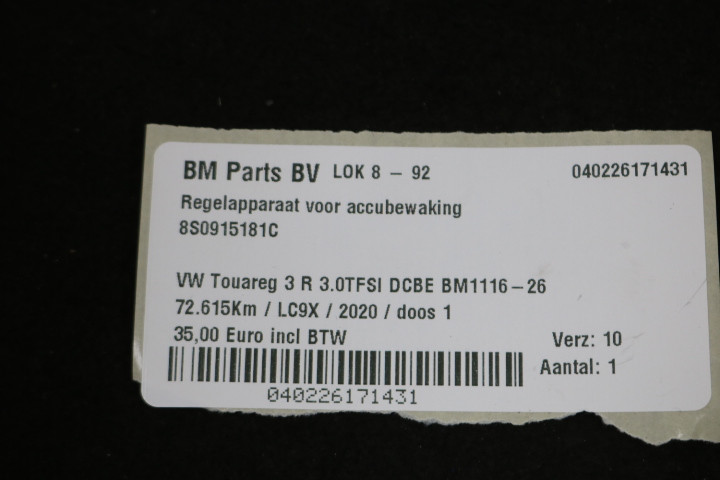 BM Parts BV LOK 8 – 92 040226171431
Regelapparaat voor accubewaking
8S0915181C
VW Touareg 3 R 3.0TFSI DCBE BM1116–26
72.615Km / LC9X / 2020 / doos 1
35,00 Euro incl BTW Verz: 10
Aantal: 1
040226171431